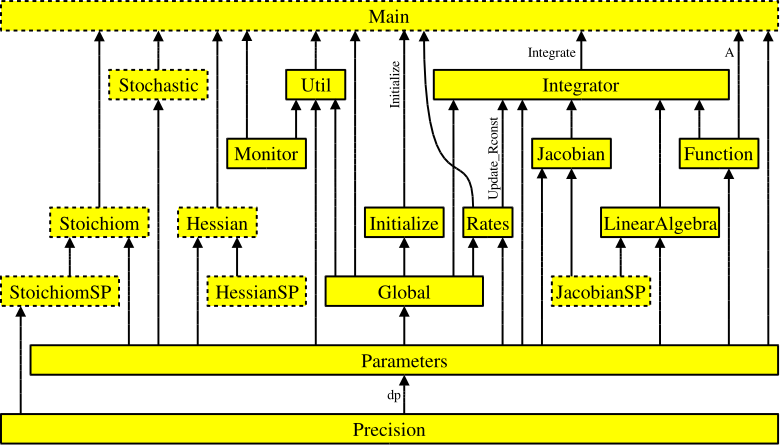 Main
Integrate
A
Stochastic
Util
Initialize
Integrator
Monitor
Update_Rconst
Jacobian
Function
Stoichiom
Hessian
Initialize
Rates
LinearAlgebra
StoichiomSP
HessianSP
Global
JacobianSP
Parameters
dp
Precision